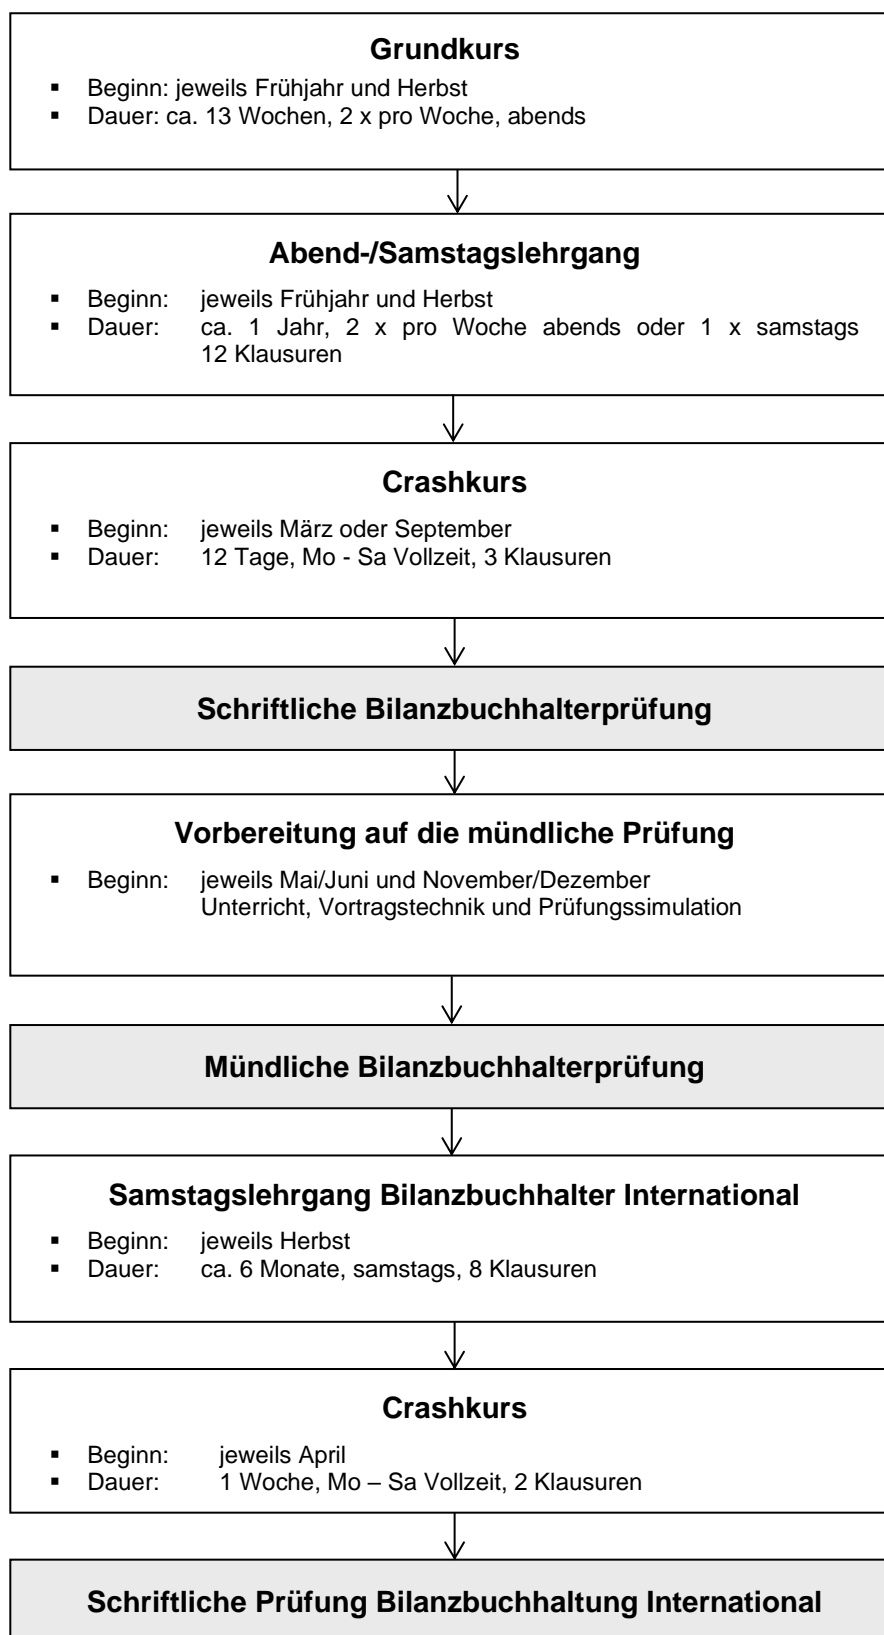 Grundkurs
▪ Beginn: jeweils Frühjahr und Herbst
▪ Dauer: ca. 13 Wochen, 2 x pro Woche, abends
Abend-/Samstagslehrgang
▪ Beginn: jeweils Frühjahr und Herbst
▪ Dauer: ca. 1 Jahr, 2 x pro Woche abends oder 1 x samstags
12 Klausuren
Crashkurs
▪ Beginn: jeweils März oder September
▪ Dauer: 12 Tage, Mo - Sa Vollzeit, 3 Klausuren
Schriftliche Bilanzbuchhalterprüfung
Vorbereitung auf die mündliche Prüfung
▪ Beginn: jeweils Mai/Juni und November/Dezember
Unterricht, Vortragstechnik und Prüfungssimulation
Mündliche Bilanzbuchhalterprüfung
Samstagslehrgang Bilanzbuchhalter International
▪ Beginn: jeweils Herbst
▪ Dauer: ca. 6 Monate, samstags, 8 Klausuren
Crashkurs
▪ Beginn: jeweils April
▪ Dauer: 1 Woche, Mo – Sa Vollzeit, 2 Klausuren
Schriftliche Prüfung Bilanzbuchhaltung International